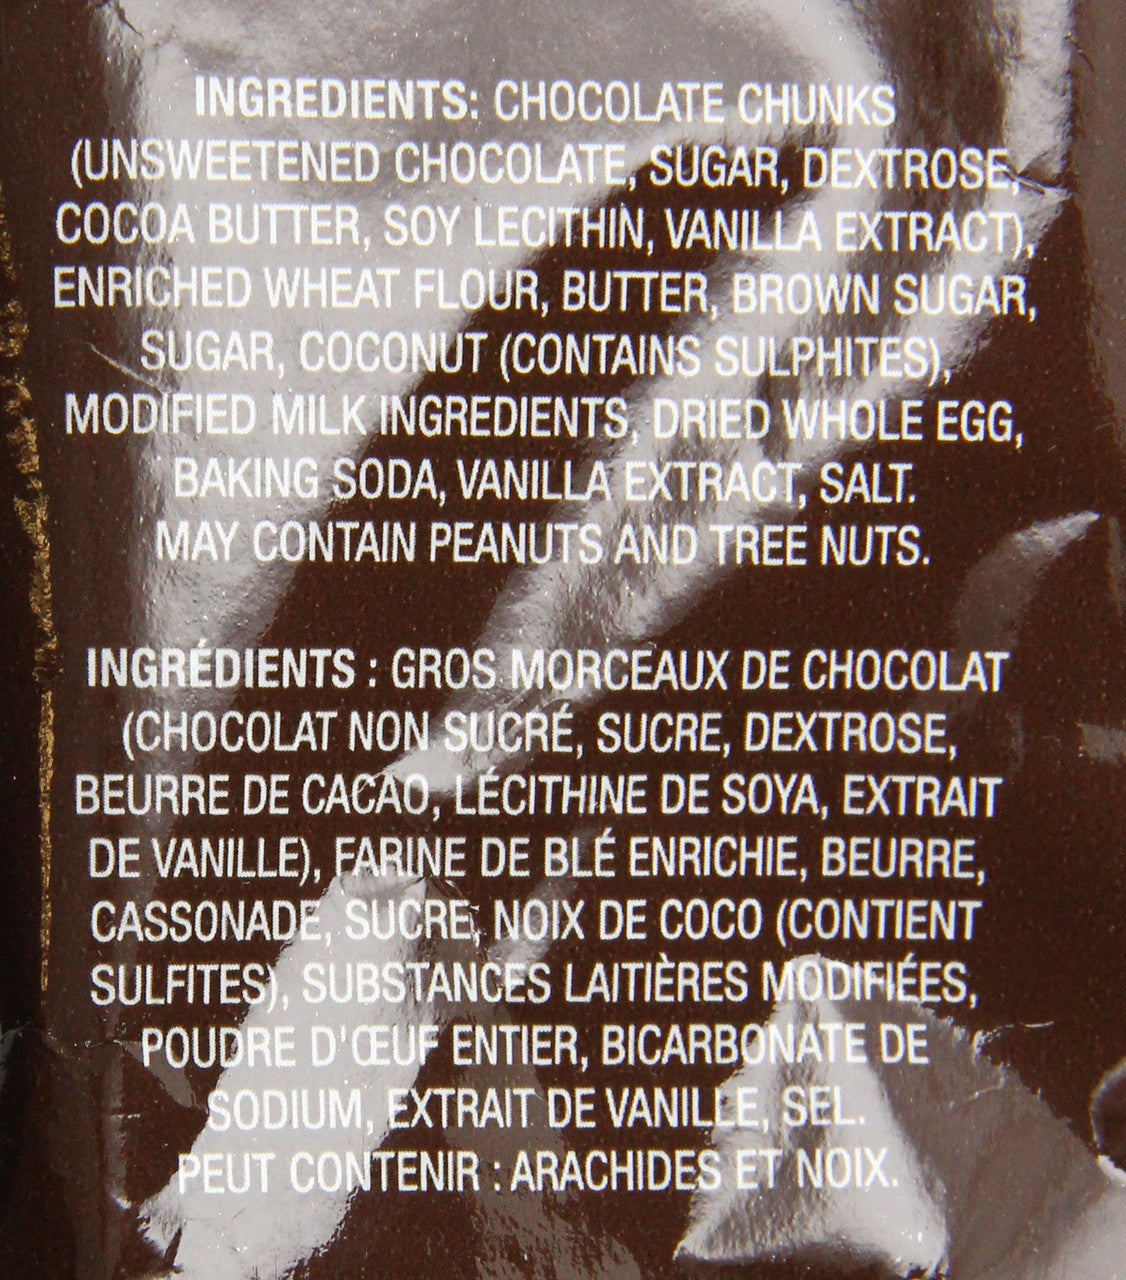 INGREDIENTS: CHOCOLATE CHUNKS
(UNSWEETENED CHOCOLATE, SUGAR, DEXTROSE,
COCOA BUTTER, SOY LECITHIN, VANILLA EXTRACT),
ENRICHED WHEAT FLOUR, BUTTER, BROWN SUGAR,
SUGAR, COCONUT (CONTAINS SULPHITES),
MODIFIED MILK INGREDIENTS, DRIED WHOLE EGG,
BAKING SODA, VANILLA EXTRACT, SALT.
MAY CONTAIN PEANUTS AND TREE NUTS.
INGRÉDIENTS : GROS MORCEAUX DE CHOCOLAT
(CHOCOLAT NON SUCRÉ, SUCRE, DEXTROSE,
BEURRE DE CACAO, LÉCITHINE DE SOYA, EXTRAIT
DE VANILLE), FARINE DE BLÉ ENRICHIE, BEURRE,
CASSONADE, SUCRE, NOIX DE COCO (CONTIENT
SULFITES), SUBSTANCES LAITIÈRES MODIFIÉES,
POUDRE D'ŒUF ENTIER, BICARBONATE DE
SODIUM, EXTRAIT DE VANILLE, SEL.
PEUT CONTENIR : ARACHIDES ET NOIX.